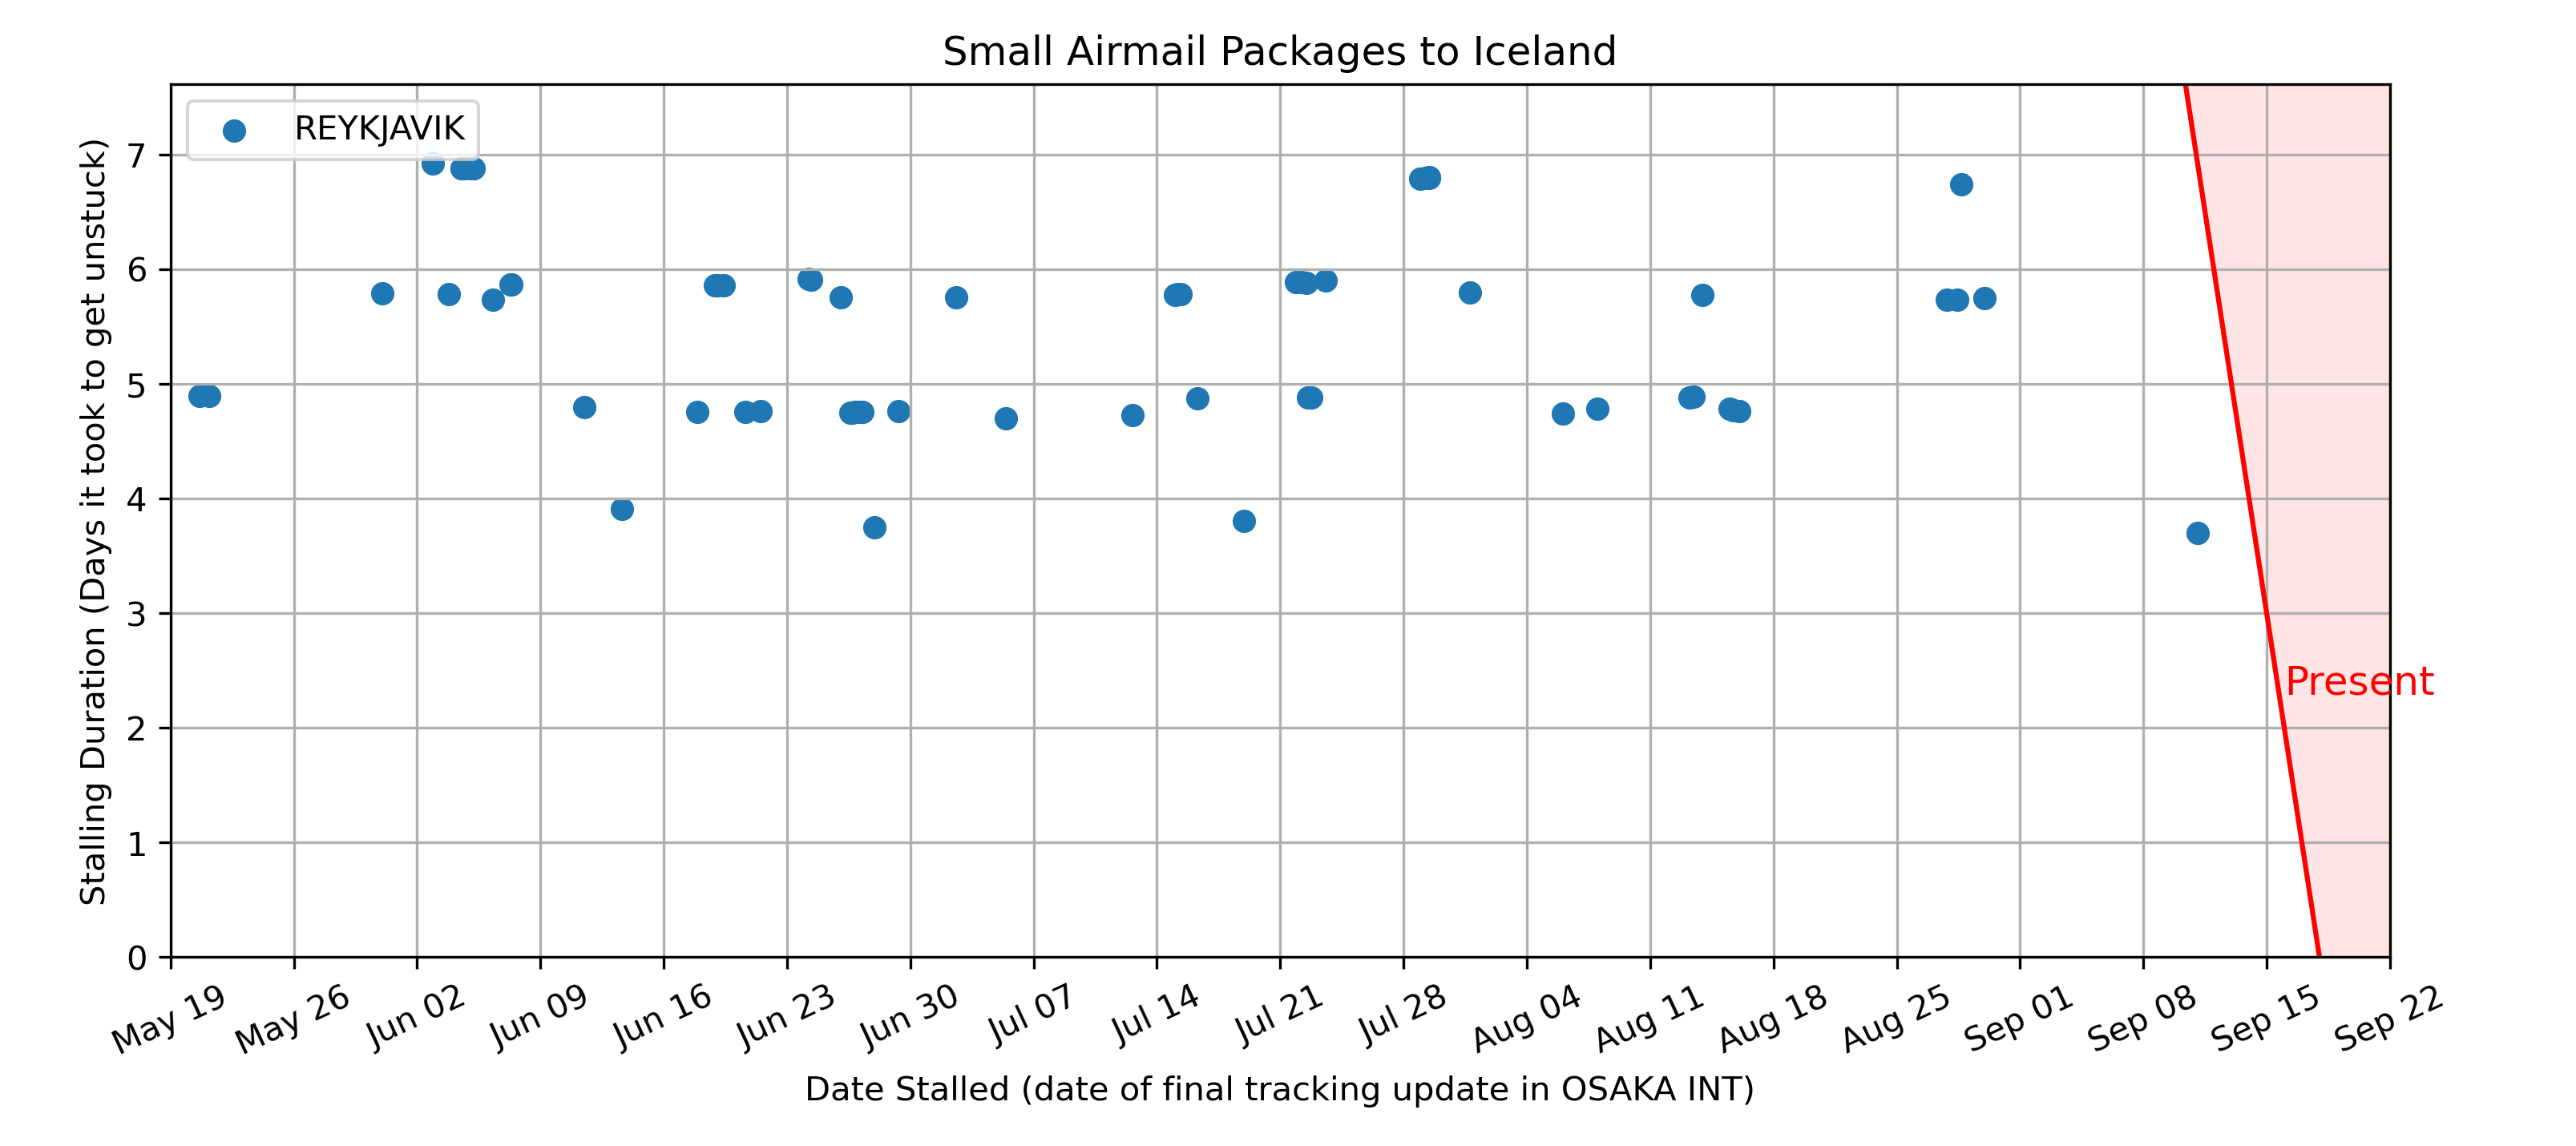 Small Airmail Packages to Iceland
REYKJAVIK
Stalling Duration (Days it took to get unstuck)
7
6
5
4
3
2
1
0
Present
May 19
May 26
Jun 02
Jun 09
Jun 16
Jun 23
Jun 30
Jul 07
Jul 14
Jul 21
Jul 28
Aug 04
Aug 11
Aug 18
Aug 25
Sep 01
Sep 08
Sep 15
Sep 22
Date Stalled (date of final tracking update in OSAKA INT)